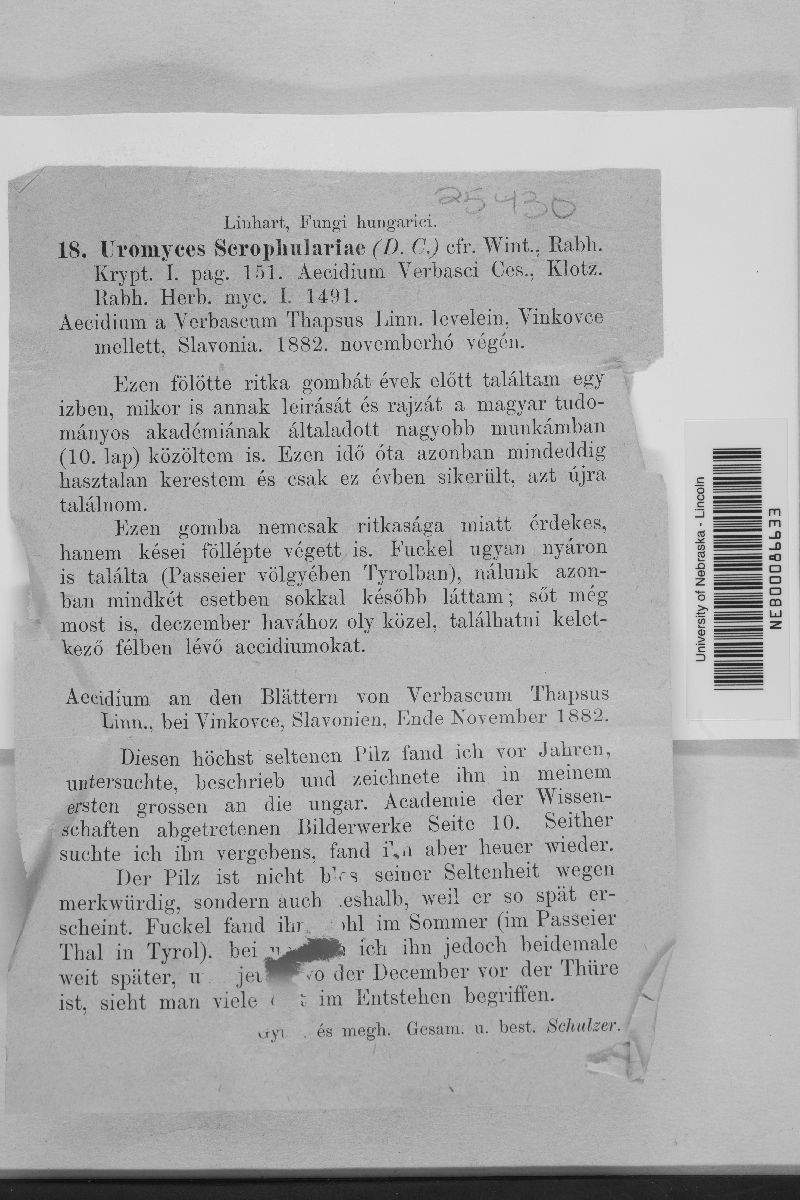 25430
Linhart, Fungi hungarici.
18. Uromyces Scrophulariae (D. C.) cfr. Wint., Rabh.
Krypt. I. pag. 151. Aecidium Verbasci Ces., Klotz.
Rabh. Herb. myc. I. 1491.
Aecidium a Verbascum Thapsus Linn. levelein, Vinkovce
mellett, Slavonia. 1882. novemberhó végén.
Ezen fölötte ritka gombát évek előtt találtam egy
izben, mikor is annak leirását és rajzát a magyar tudo-
mányos akadémiának általadott nagyobb munkámban
(10. lap) közöltem is. Ezen idő óta azonban mindeddig
hasztalan kerestem és csak ez évben sikerült, azt újra
találnom.
Ezen gomba nemcsak ritkasága miatt érdekes,
hanem kései föllépte végett is. Fuckel ugyan nyáron
is találta (Passeier völgyében Tyrolban), nálunk azon-
ban mindkét esetben sokkal később láttam; sőt még
most is, deczember havához oly közel, találhatni kelet-
kező félben lévő aecidiumokat.
Aecidium an den Blättern von Verbascum Thapsus
Linn., bei Vinkovce, Slavonien, Ende November 1882.
Diesen höchst seltenen Pilz fand ich vor Jahren,
untersuchte, beschrieb und zeichnete ihn in meinem
ersten grossen an die ungar. Academie der Wissen-
schaften abgetretenen Bilderwerke Seite 10. Seither
suchte ich ihn vergebens, fand ihn aber heuer wieder.
Der Pilz ist nicht blos seiner Seltenheit wegen
merkwürdig, sondern auch eshalb, weil er so spät er-
scheint. Fuckel fand ihn ohl im Sommer (im Passeier
Thal in Tyrol). bei ich ihn jedoch beidemale
weit später, u jet wo der December vor der Thüre
ist, sieht man viele im Entstehen begriffen.
Gy és megh. Gesam. u. best. Schulzer.
University of Nebraska - Lincoln
NEB00086633